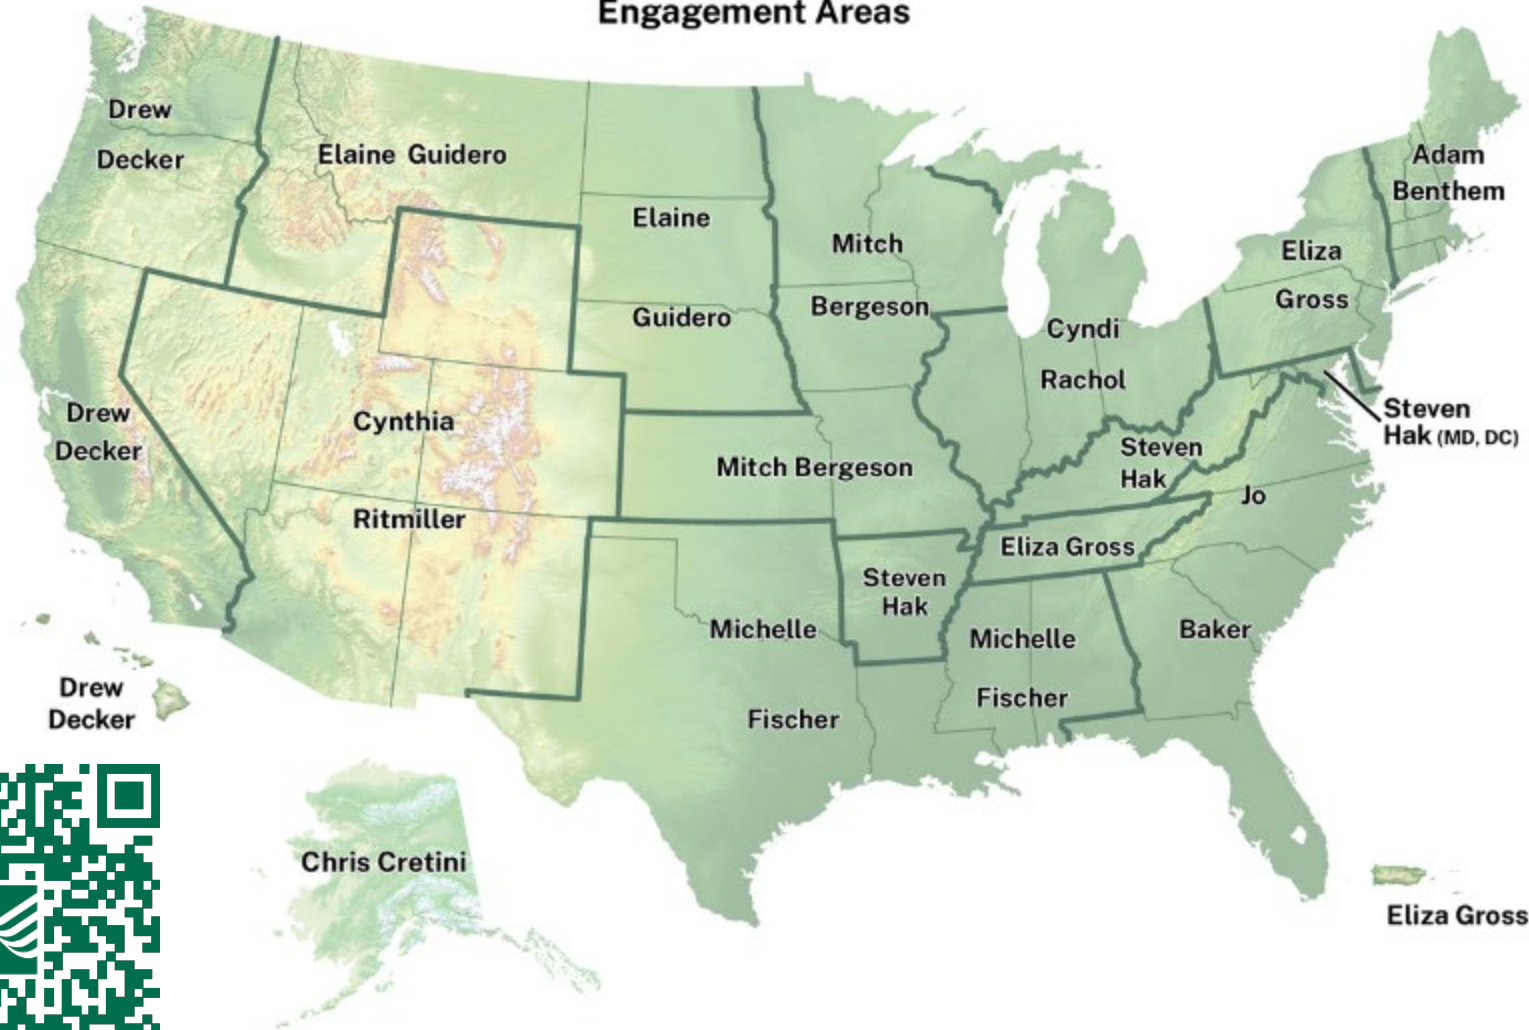 Engagement Areas
Drew
Decker
Elaine Guidero
Elaine
Guidero
Mitch
Bergeson
Adam
Benthem
Eliza
Gross
Cyndi
Rachol
Steven
Hak (MD, DC)
Drew
Decker
Cynthia
Ritmiller
Mitch Bergeson
Steven
Hak
Jo
Baker
Eliza Gross
Steven
Hak
Michelle
Fischer
Michelle
Fischer
Drew
Decker
Chris Cretini
Eliza Gross